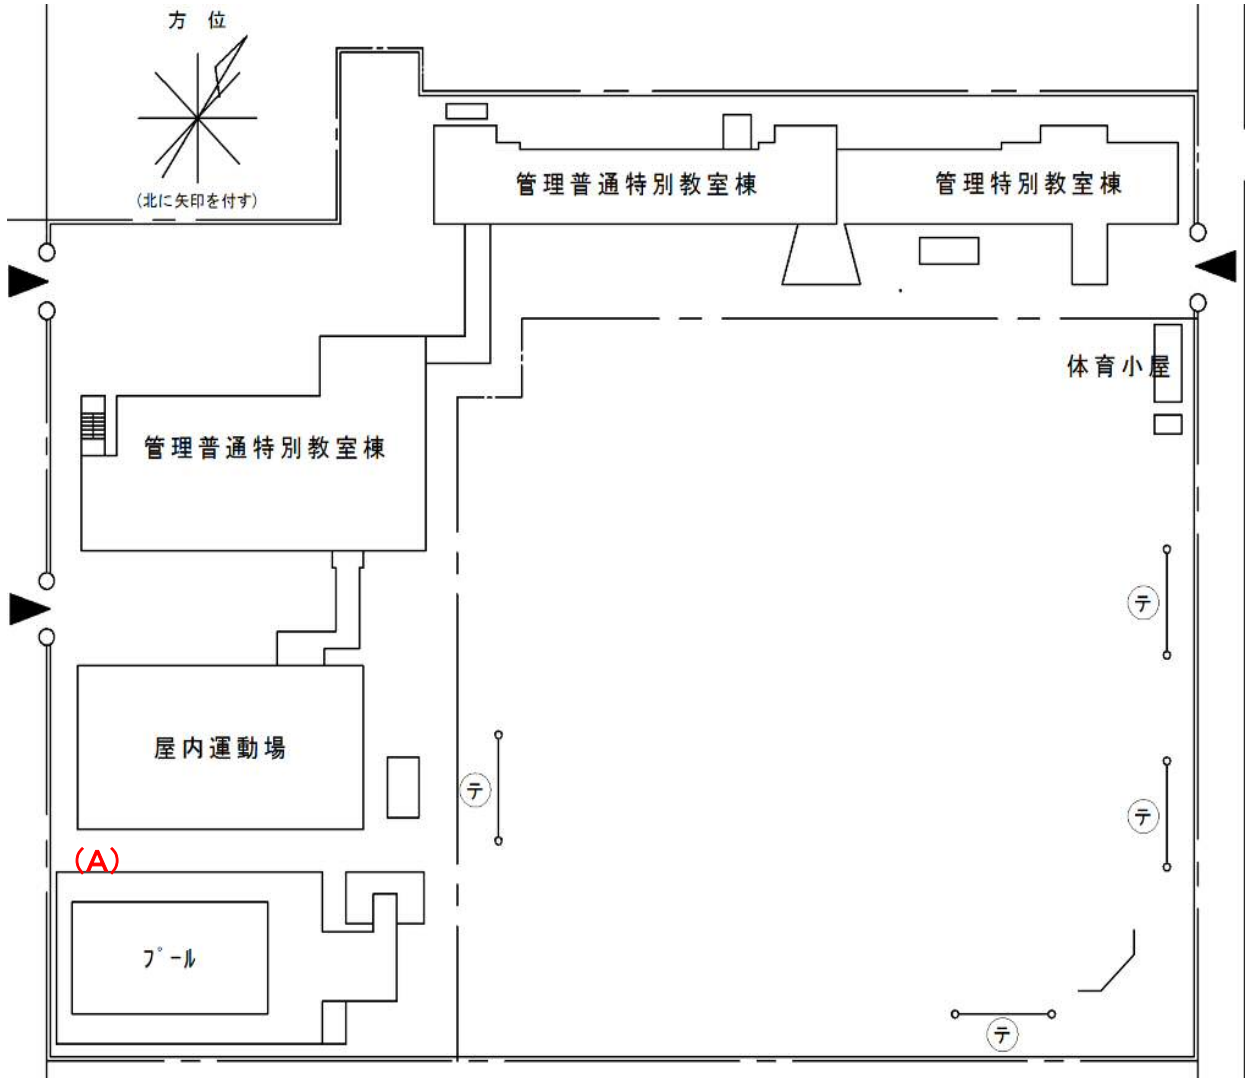 方 位
(北に矢印を付す)
管理普通特別教室棟
管理特別教室棟
体育小屋
管理普通特別教室棟
テ
屋内運動場
テ
テ
(A)
プール
テ